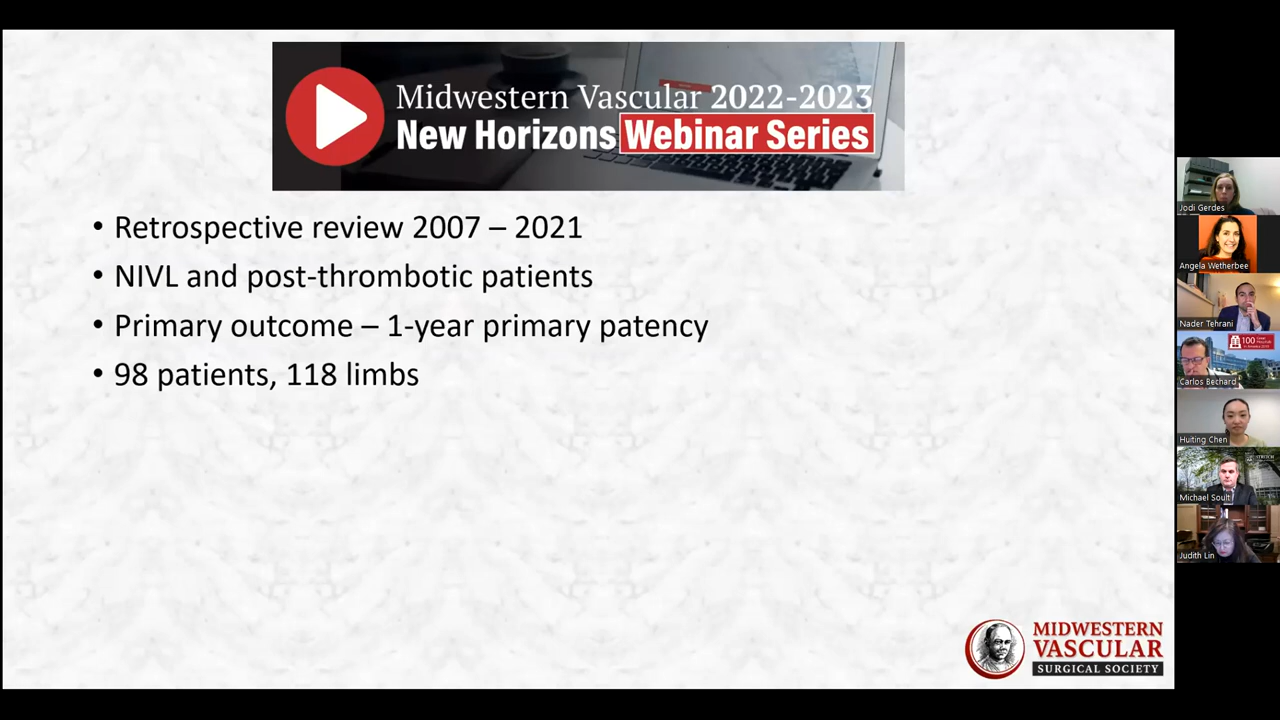 Midwestern Vascular 2022-2023
New Horizons Webinar Series
• Retrospective review 2007 – 2021
• NIVL and post-thrombotic patients
• Primary outcome – 1-year primary patency
• 98 patients, 118 limbs
MIDWESTERN
VASCULAR
SURGICAL SOCIETY
Jodi Gerdes
Angela Wetherbee
Nader Tehrani
100
Carlos Bechard
Huiting Chen
Michael Soult
Judith Lin